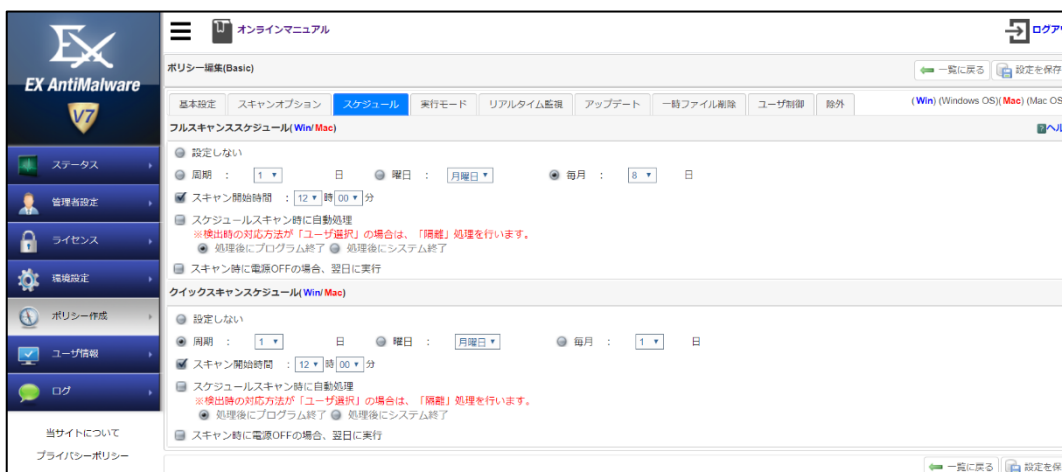 オンラインマニュアル
ログア
EX AntiMalware
V7
ポリシー編集(Basic)
一覧に戻る 設定を保存
基本設定 スキャンオプション スケジュール 実行モード リアルタイム監視 アップデート 一時ファイル削除 ユーザ制御 除外 (Win) (Windows OS)(Mac) (Mac OS
フルスキャンスケジュール(Win/Mac)
ヘル
設定しない
周期 : 1 日 曜日 : 月曜日 毎月 : 8 日
スキャン開始時間 : 12 時 00 分
スケジュールスキャン時に自動処理
※検出時の対応方法が「ユーザ選択」の場合は、「隔離」処理を行います。
処理後にプログラム終了 処理後にシステム終了
スキャン時に電源OFFの場合、翌日に実行
クイックスキャンスケジュール(Win/Mac)
設定しない
周期 : 1 日 曜日 : 月曜日 毎月 : 1 日
スキャン開始時間 : 12 時 00 分
スケジュールスキャン時に自動処理
※検出時の対応方法が「ユーザ選択」の場合は、「隔離」処理を行います。
処理後にプログラム終了 処理後にシステム終了
スキャン時に電源OFFの場合、翌日に実行
一覧に戻る 設定を保
ステータス
管理者設定
ライセンス
環境設定
ポリシー作成
ユーザ情報
ログ
当サイトについて
プライバシーポリシー